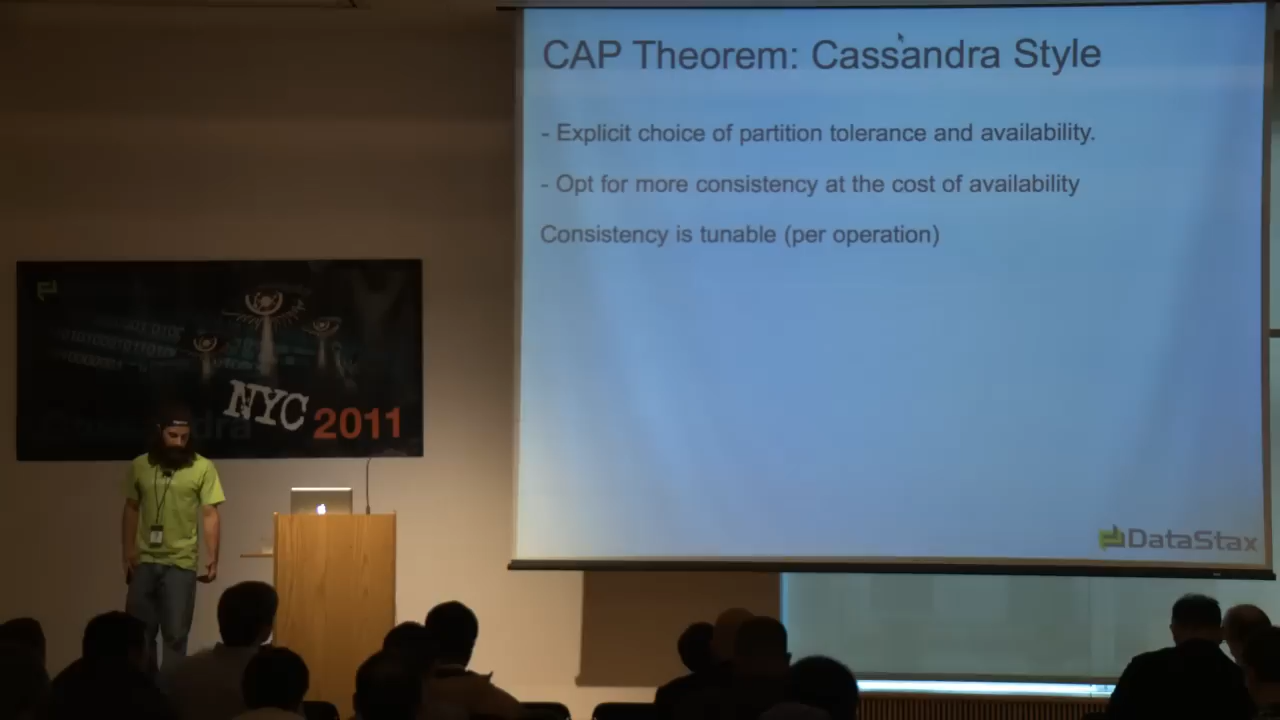 CAP Theorem: Cassandra Style
- Explicit choice of partition tolerance and availability.
- Opt for more consistency at the cost of availability
Consistency is tunable (per operation)
DataStax
NYC 2011